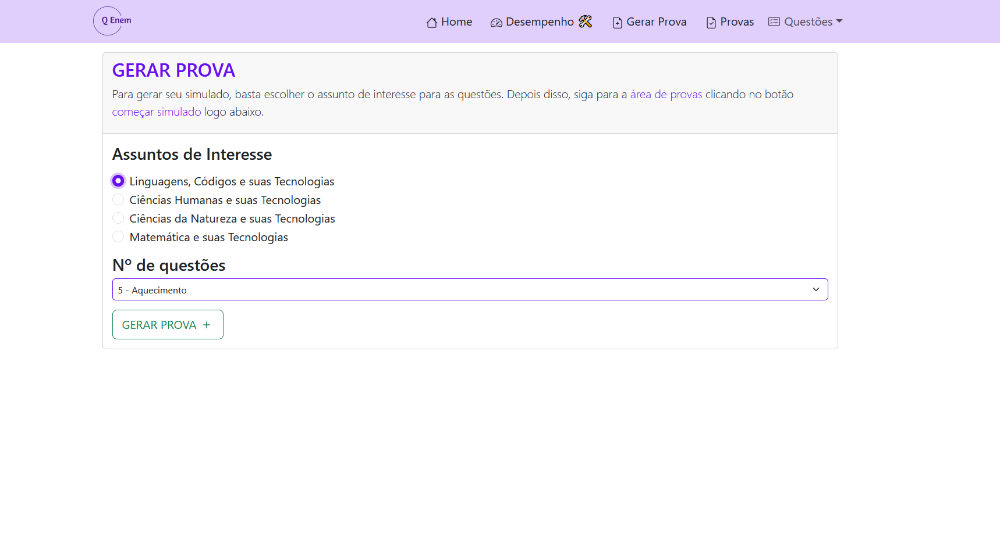 Q Enem
Home
Desempenho
Gerar Prova
Provas
Questões
GERAR PROVA
Para gerar seu simulado, basta escolher o assunto de interesse para as questões. Depois disso, siga para a área de provas clicando no botão
começar simulado logo abaixo.
Assuntos de Interesse
Linguagens, Códigos e suas Tecnologias
Ciências Humanas e suas Tecnologias
Ciências da Natureza e suas Tecnologias
Matemática e suas Tecnologias
Nº de questões
5 - Aquecimento
GERAR PROVA +